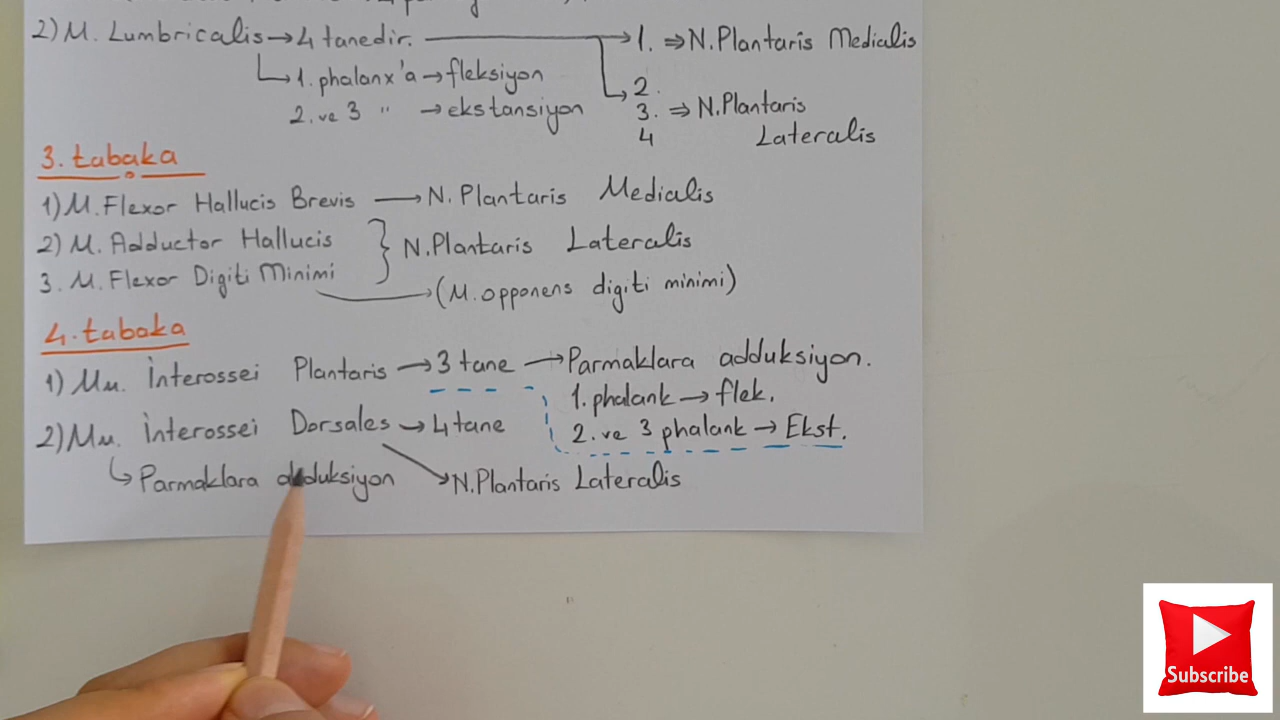 2) M. Lumbricalis → 4 tanedir. → 1. ⇒ N. Plantaris Medialis
1. phalanx'a → fleksiyon
2. ve 3 " → ekstansiyon
2.
3. ⇒ N. Plantaris
4 Lateralis
3. tabaka
1) M. Flexor Hallucis Brevis → N. Plantaris Medialis
2) M. Adductor Hallucis } N. Plantaris Lateralis
3. M. Flexor Digiti Minimi → (M. opponens digiti minimi)
4. tabaka
1) Mm. İnterossei Plantaris → 3 tane → Parmaklara adduksiyon.
1. phalank → flek.
2) Mm. İnterossei Dorsales → 4 tane
2. ve 3 phalank → Ekst.
Parmaklara adduksiyon → N. Plantaris Lateralis
Subscribe